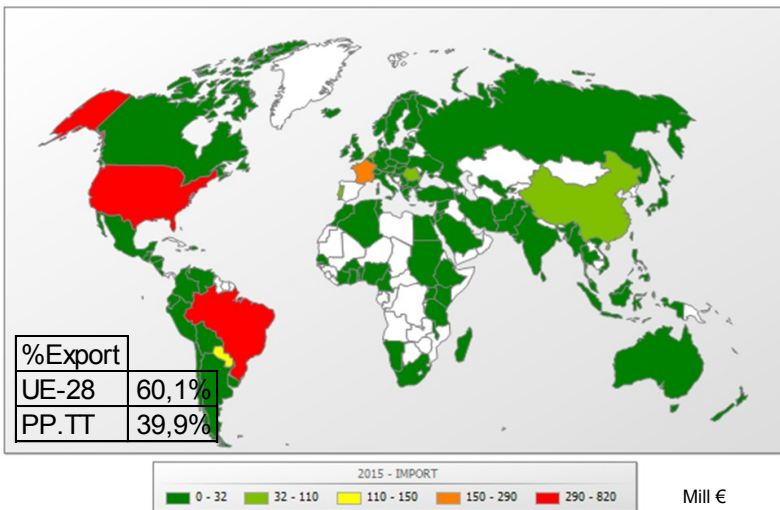 %Export
UE-28 60,1%
PP.TT 39,9%
2015 - IMPORT
0 - 32 32 - 110 110 - 150 150 - 290 290 - 820 Mill €